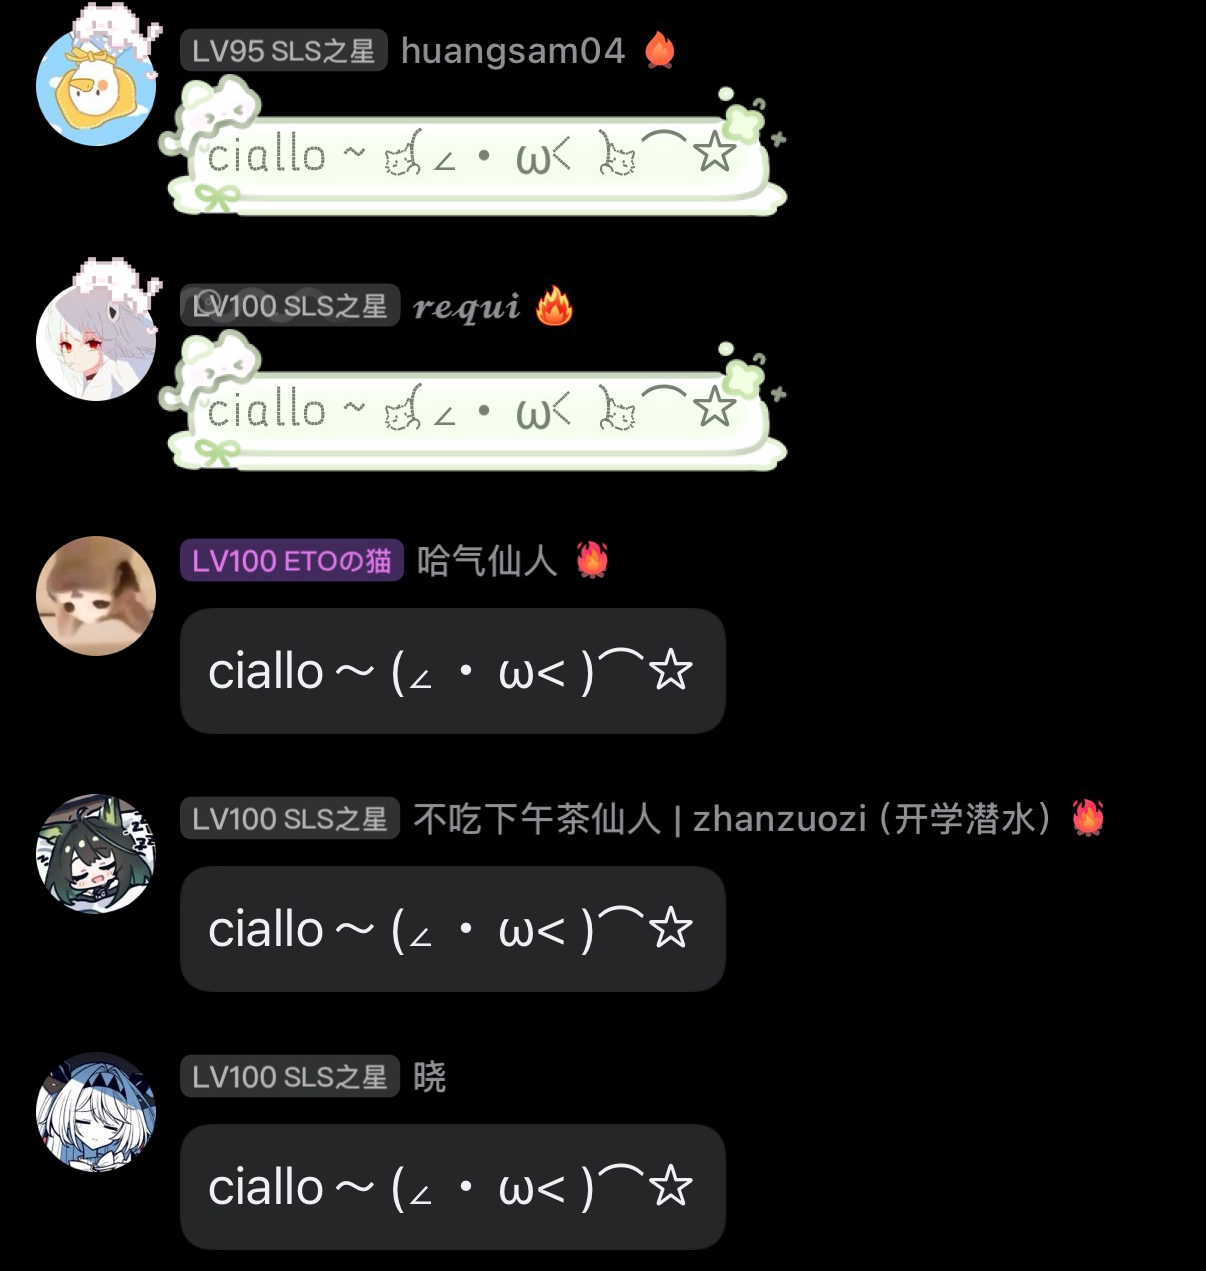 LV95 SLS之星 huangsam04 🔥
ciallo ~ (∠・ω< )⌒☆
LV100 SLS之星 𝓻𝓮𝓺𝓾𝓲 🔥
ciallo ~ (∠・ω< )⌒☆
LV100 ETOの猫 哈气仙人 🔥
ciallo～(∠・ω< )⌒☆
LV100 SLS之星 不吃下午茶仙人 | zhanzuozi（开学潜水）🔥
ciallo～(∠・ω< )⌒☆
LV100 SLS之星 晓
ciallo～(∠・ω< )⌒☆